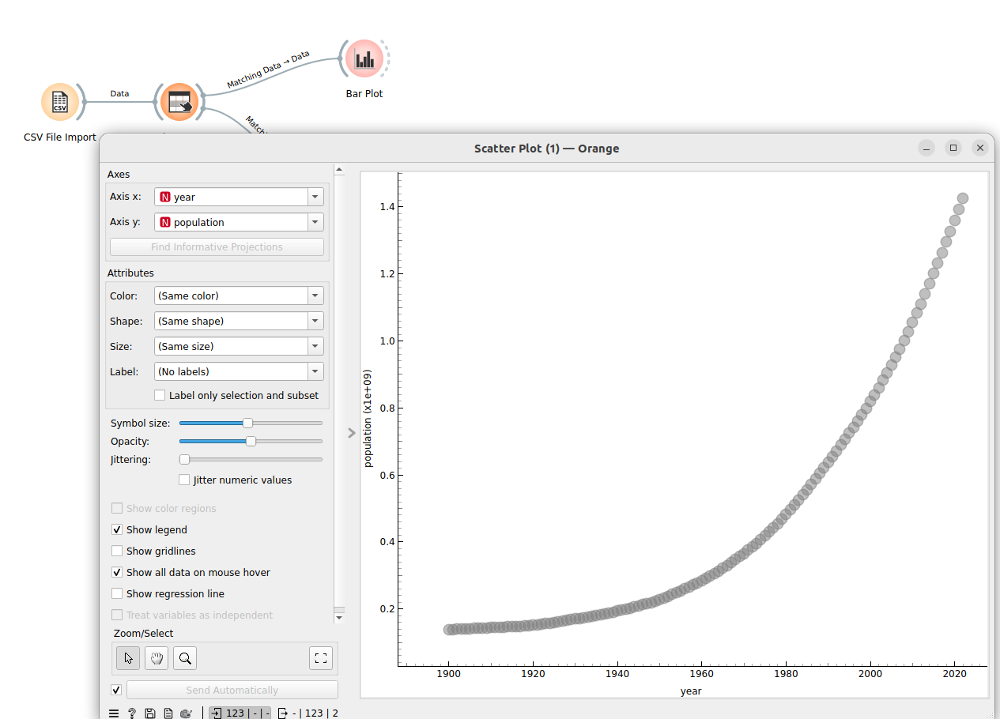 Matching Data → Data
Bar Plot
Data
CSV
CSV File Import
Scatter Plot (1) — Orange
Axes
Axis x: N year
Axis y: N population
Find Informative Projections
Attributes
Color: (Same color)
Shape: (Same shape)
Size: (Same size)
Label: (No labels)
Label only selection and subset
Symbol size:
Opacity:
Jittering:
Jitter numeric values
Show color regions
Show legend
Show gridlines
Show all data on mouse hover
Show regression line
Treat variables as independent
Zoom/Select
Send Automatically
123 | - | - - | 123 | 2
population (x1e+09)
1.4
1.2
1.0
0.8
0.6
0.4
0.2
1900 1920 1940 1960 1980 2000 2020
year